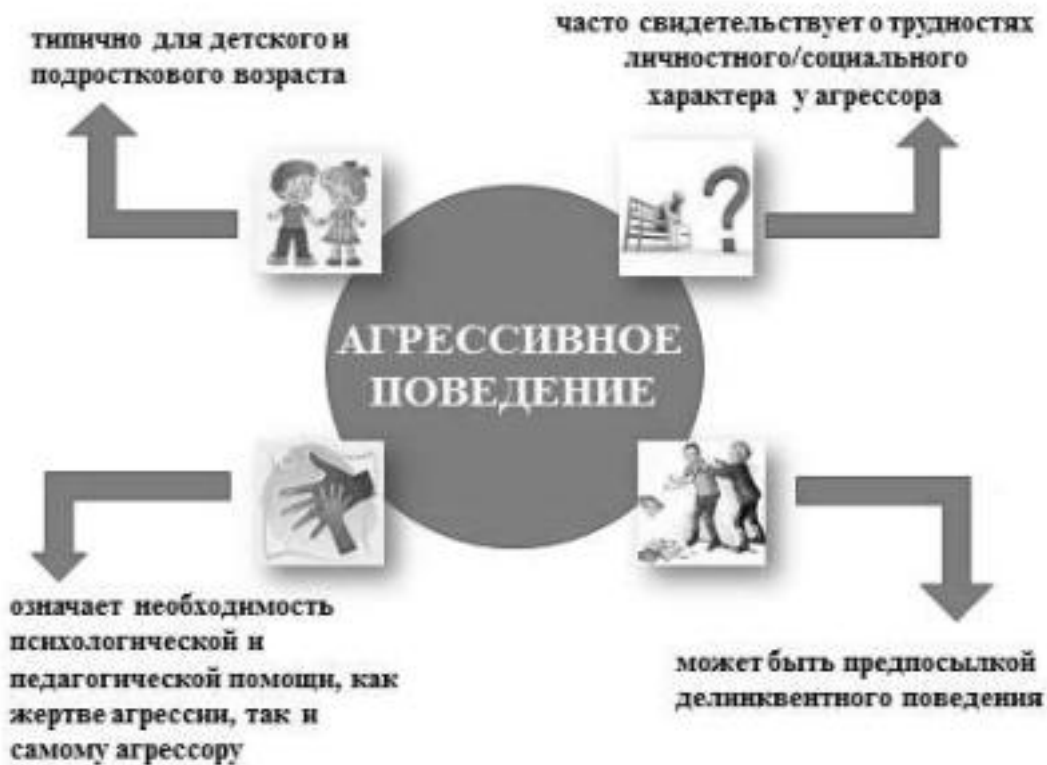 типично для детского и
подросткового возраста
часто свидетельствует о трудностях
личностного/социального
характера у агрессора
АГРЕССИВНОЕ
ПОВЕДЕНИЕ
означает необходимость
психологической и
педагогической помощи, как
жертве агрессии, так и
самому агрессору
может быть предпосылкой
делинквентного поведения